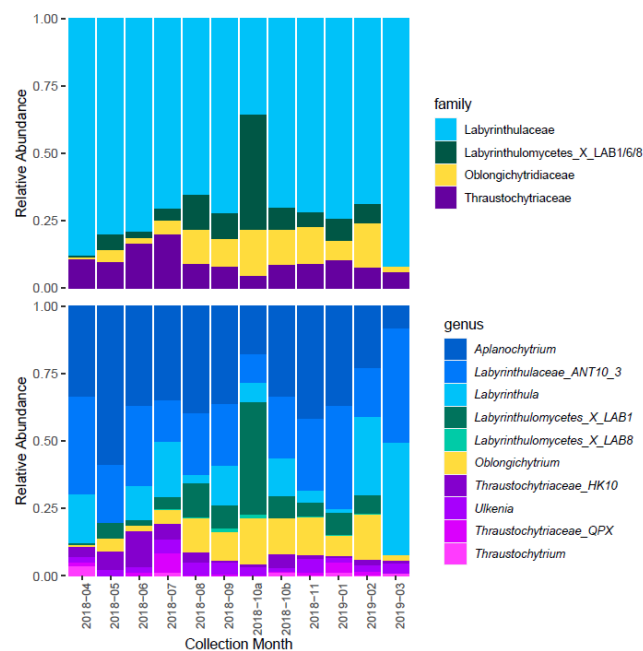 1.00
0.75
0.50
0.25
0.00
Relative Abundance
family
Labyrinthulaceae
Labyrinthulomycetes_X_LAB1/6/8
Oblongichytridiaceae
Thraustochytriaceae
1.00
0.75
0.50
0.25
0.00
Relative Abundance
genus
Aplanochytrium
Labyrinthulaceae_ANT10_3
Labyrinthula
Labyrinthulomycetes_X_LAB1
Labyrinthulomycetes_X_LAB8
Oblongichytrium
Thraustochytriaceae_HK10
Ulkenia
Thraustochytriaceae_QPX
Thraustochytrium
2018-04
2018-05
2018-06
2018-07
2018-08
2018-09
2018-10a
2018-10b
2018-11
2019-01
2019-02
2019-03
Collection Month